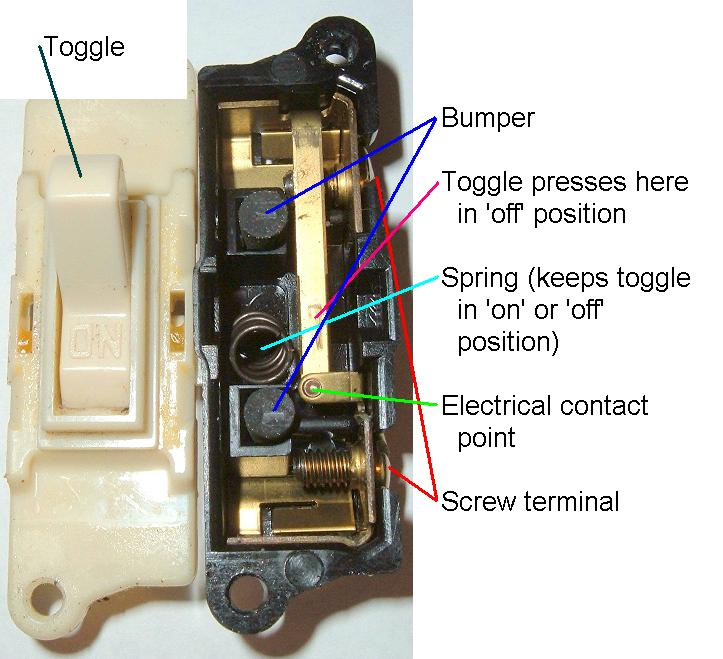 Toggle
Bumper
Toggle presses here
in 'off' position
Spring (keeps toggle
in 'on' or 'off'
position)
Electrical contact
point
Screw terminal
ON